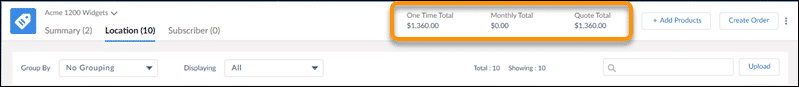 Acme 1200 Widgets
Summary (2) Location (10) Subscriber (0)
One Time Total Monthly Total Quote Total
$1,360.00 $0.00 $1,360.00
+ Add Products Create Order
Group By No Grouping Displaying All Total : 10 Showing : 10 Upload